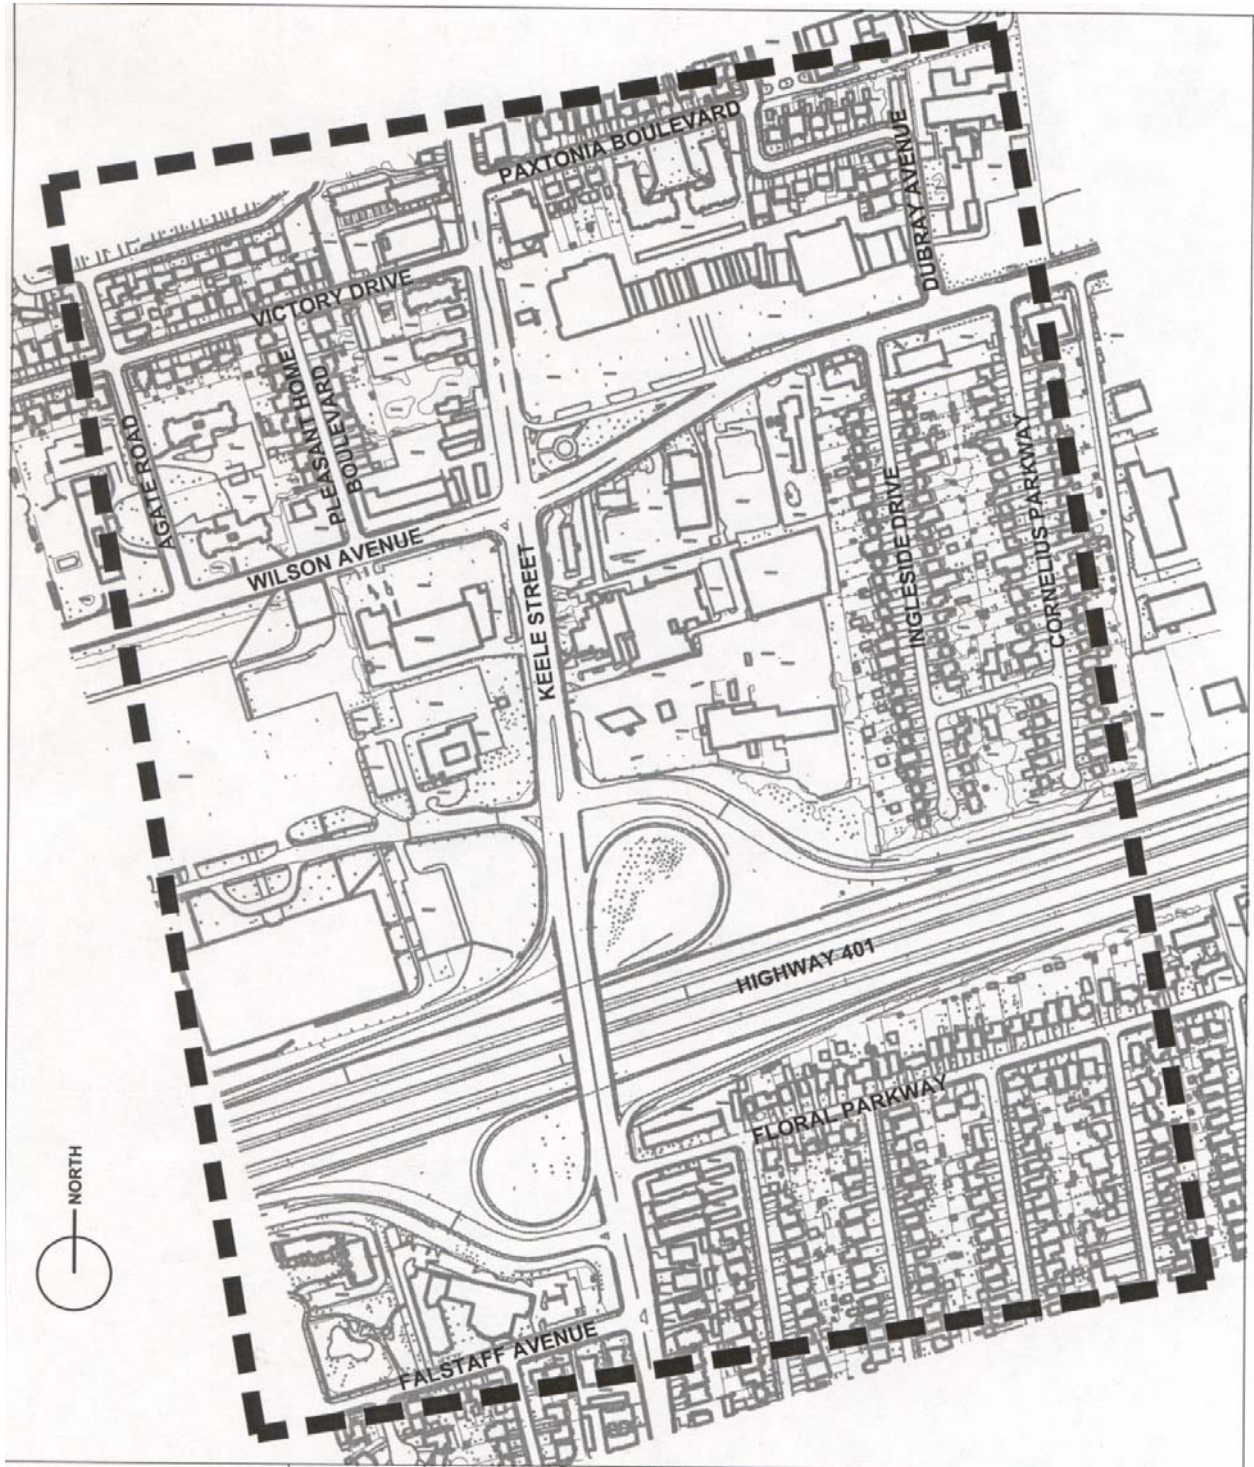 PAXTONIA BOULEVARD
DUBRAY AVENUE
VICTORY DRIVE
PLEASANT HOME
BOULEVARD
AGATE ROAD
WILSON AVENUE
KEELE STREET
INGLESIDE DRIVE
CORNELIUS PARKWAY
HIGHWAY 401
FLORAL PARKWAY
NORTH
FALSTAFF AVENUE